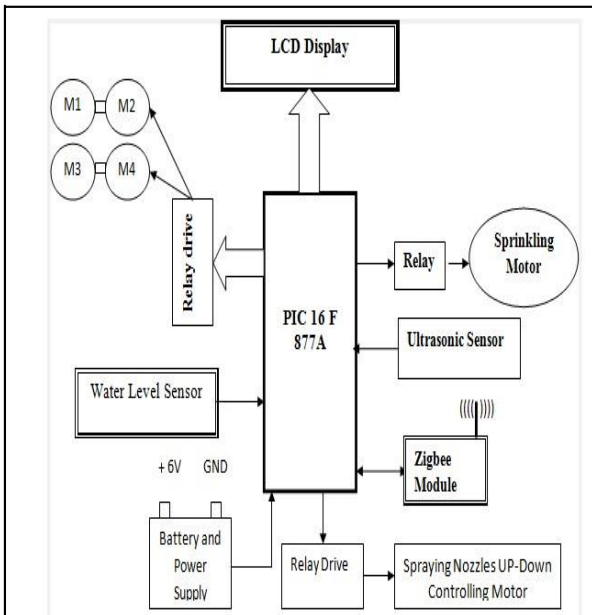 LCD Display
M1
M2
M3
M4
Relay drive
PIC 16 F
877A
Relay
Sprinkling
Motor
Ultrasonic Sensor
Water Level Sensor
Zigbee
Module
+ 6V GND
Battery and
Power
Supply
Relay Drive
Spraying Nozzles UP-Down
Controlling Motor